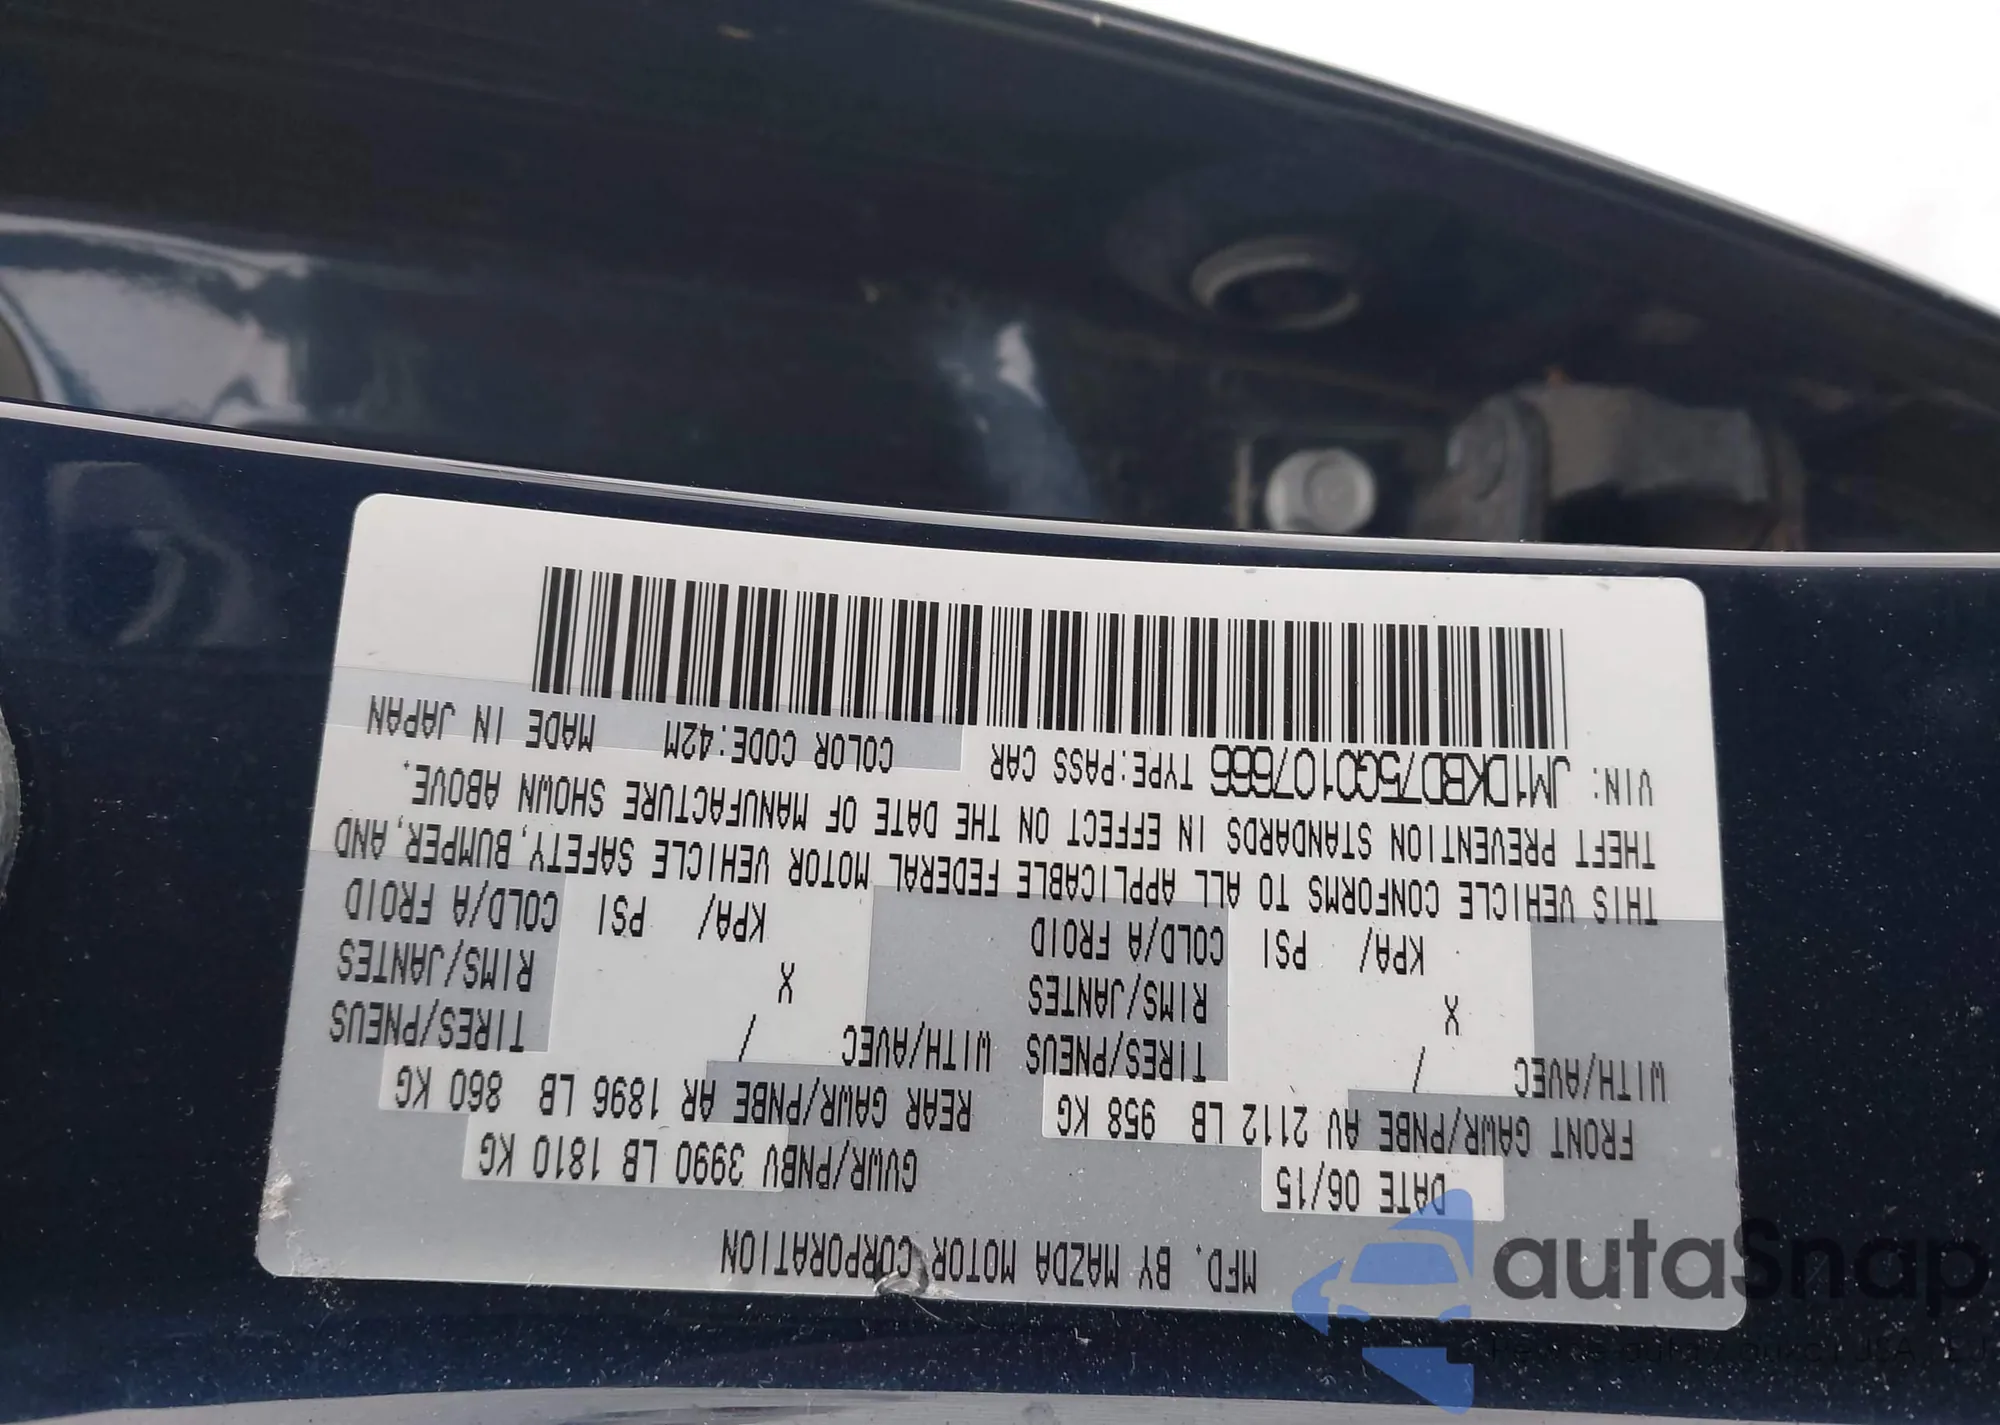 MFD. BY MAZDA MOTOR CORPORATION
DATE 06/15 GVWR/PNBV 3990 LB 1810 KG
FRONT GAWR/PNBE AV 2112 LB 958 KG REAR GAWR/PNBE AR 1896 LB 860 KG
WITH/AVEC / TIRES/PNEUS WITH/AVEC / TIRES/PNEUS
X RIMS/JANTES X RIMS/JANTES
KPA/ PSI COLD/A FROID KPA/ PSI COLD/A FROID
THIS VEHICLE CONFORMS TO ALL APPLICABLE FEDERAL MOTOR VEHICLE SAFETY, BUMPER, AND
THEFT PREVENTION STANDARDS IN EFFECT ON THE DATE OF MANUFACTURE SHOWN ABOVE.
VIN: JM1DKBD75G0107666 TYPE:PASS CAR COLOR CODE:42M MADE IN JAPAN
autaSnap